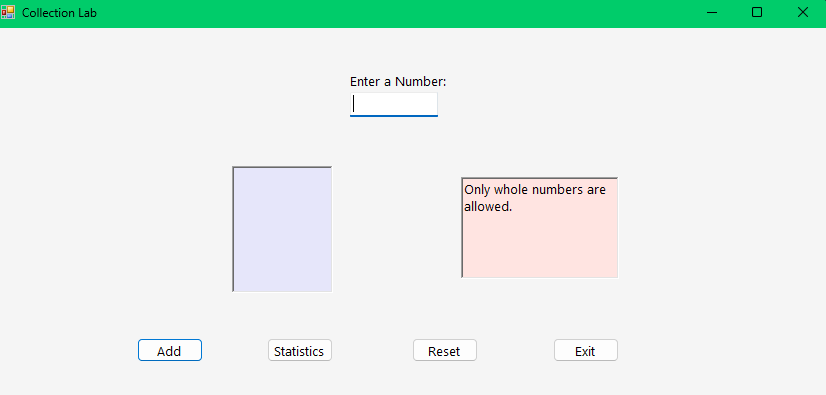 Collection Lab
Enter a Number:
Only whole numbers are
allowed.
Add
Statistics
Reset
Exit